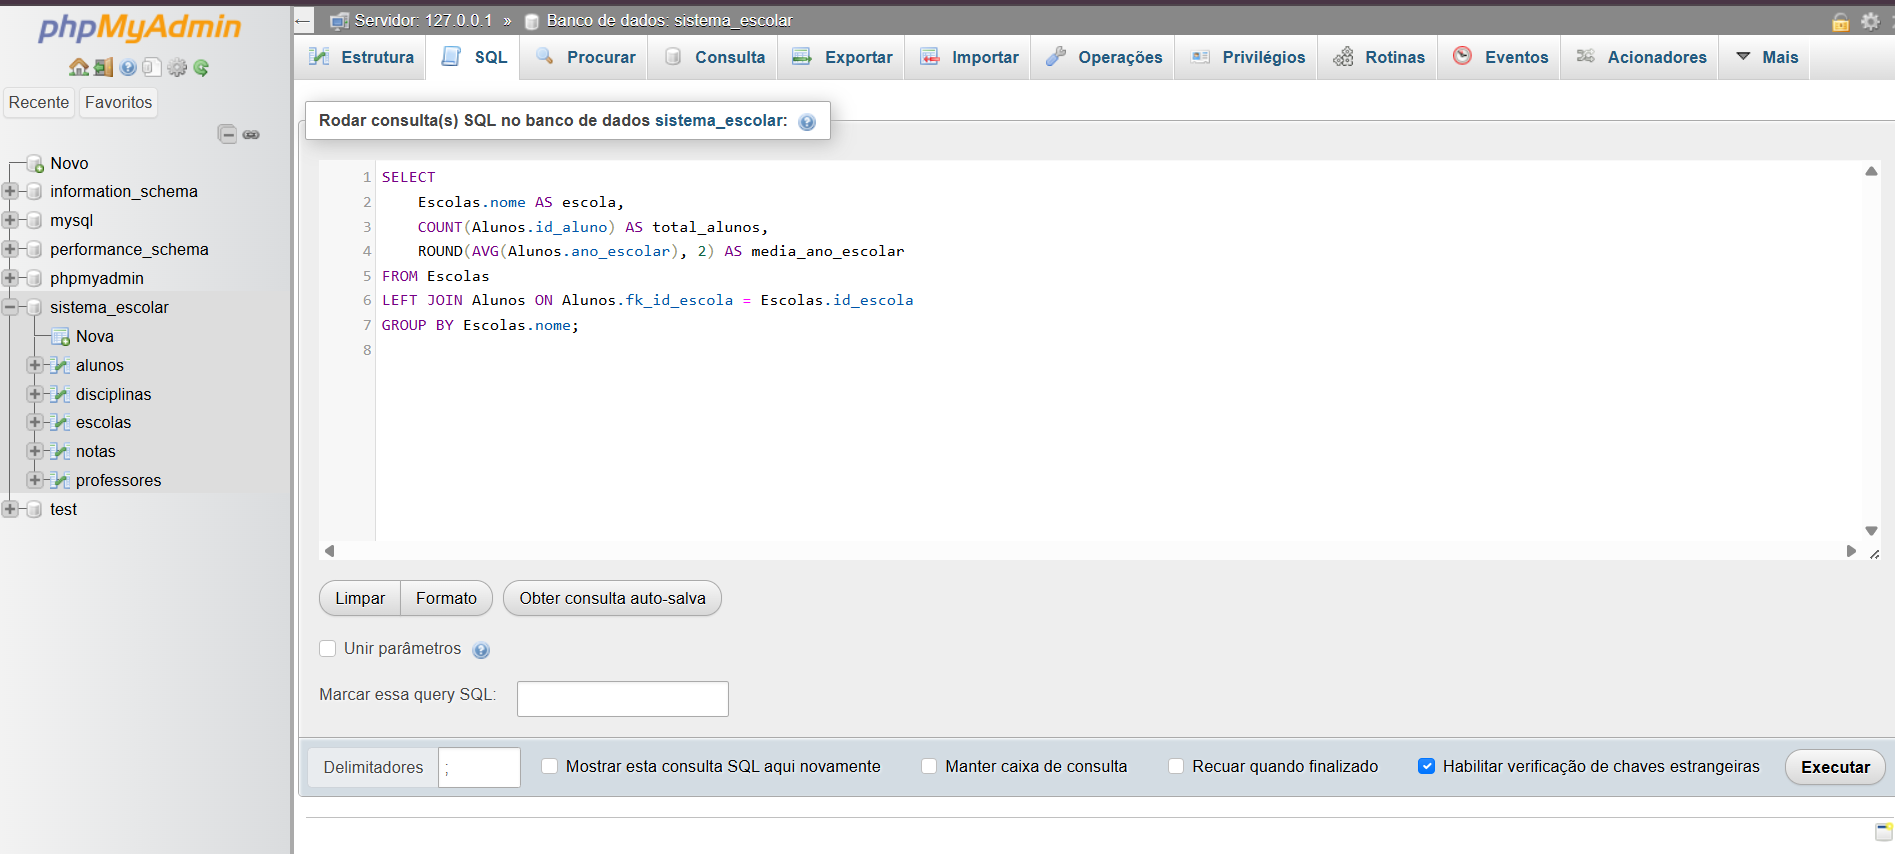 phpMyAdmin
Recente Favoritos
Novo
information_schema
mysql
performance_schema
phpmyadmin
sistema_escolar
Nova
alunos
disciplinas
escolas
notas
professores
test
Servidor: 127.0.0.1 » Banco de dados: sistema_escolar
Estrutura SQL Procurar Consulta Exportar Importar Operações Privilégios Rotinas Eventos Acionadores Mais
Rodar consulta(s) SQL no banco de dados sistema_escolar:
1 SELECT
2 Escolas.nome AS escola,
3 COUNT(Alunos.id_aluno) AS total_alunos,
4 ROUND(AVG(Alunos.ano_escolar), 2) AS media_ano_escolar
5 FROM Escolas
6 LEFT JOIN Alunos ON Alunos.fk_id_escola = Escolas.id_escola
7 GROUP BY Escolas.nome;
8
Limpar Formato Obter consulta auto-salva
Unir parâmetros
Marcar essa query SQL:
Delimitadores ; Mostrar esta consulta SQL aqui novamente Manter caixa de consulta Recuar quando finalizado Habilitar verificação de chaves estrangeiras Executar